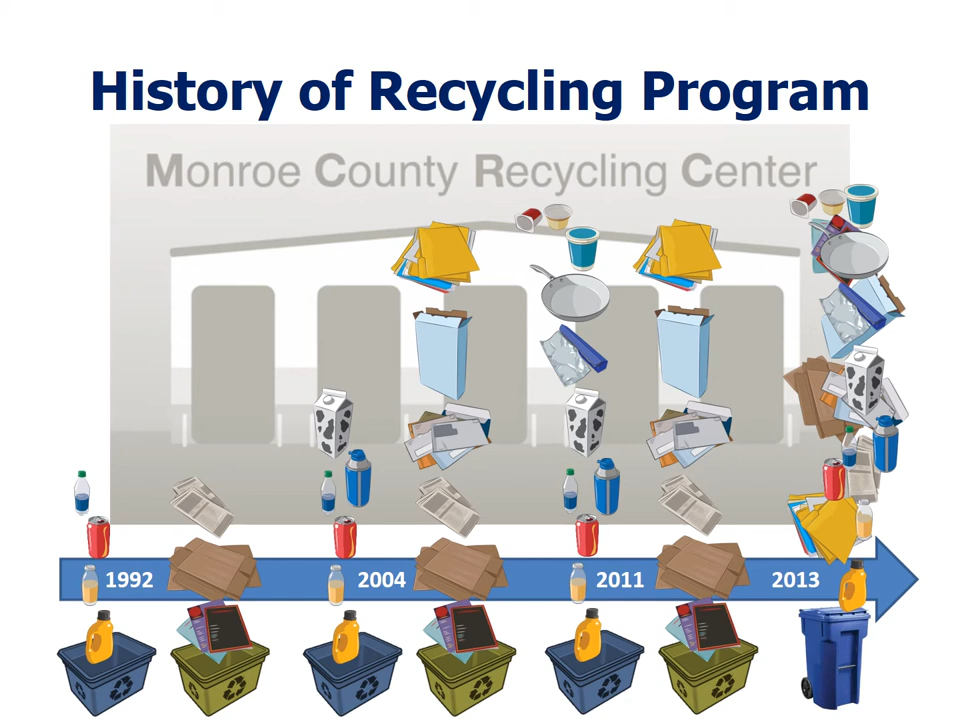 History of Recycling Program
Monroe County Recycling Center
1992 2004 2011 2013